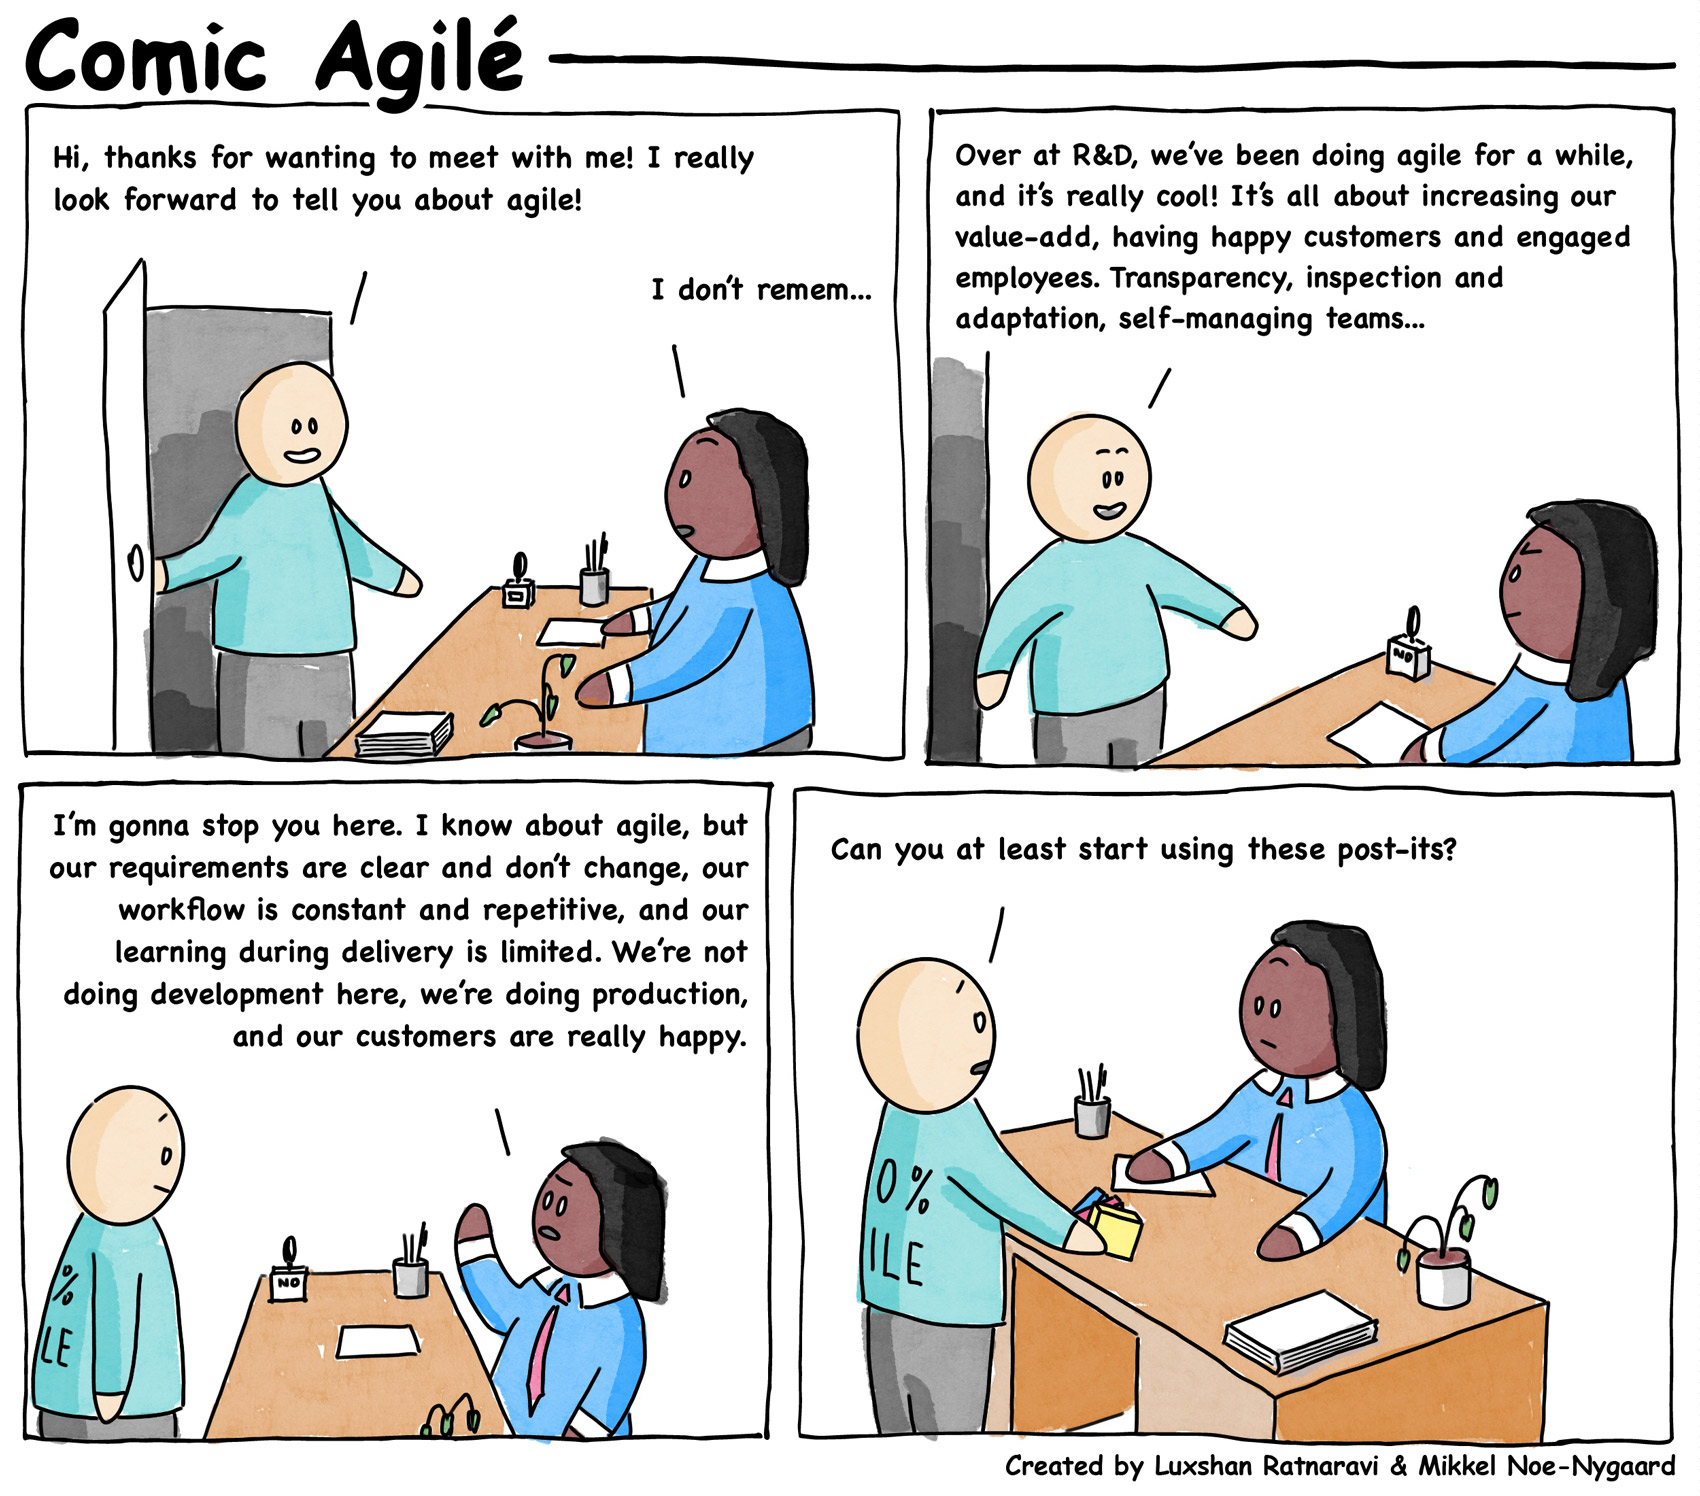 Comic Agilé
Hi, thanks for wanting to meet with me! I really
look forward to tell you about agile!
I don't remem...
Over at R&D, we've been doing agile for a while,
and it's really cool! It's all about increasing our
value-add, having happy customers and engaged
employees. Transparency, inspection and
adaptation, self-managing teams...
NO
I'm gonna stop you here. I know about agile, but
our requirements are clear and don't change, our
workflow is constant and repetitive, and our
learning during delivery is limited. We're not
doing development here, we're doing production,
and our customers are really happy.
%
LE
NO
Can you at least start using these post-its?
0%
ILE
Created by Luxshan Ratnaravi & Mikkel Noe-Nygaard